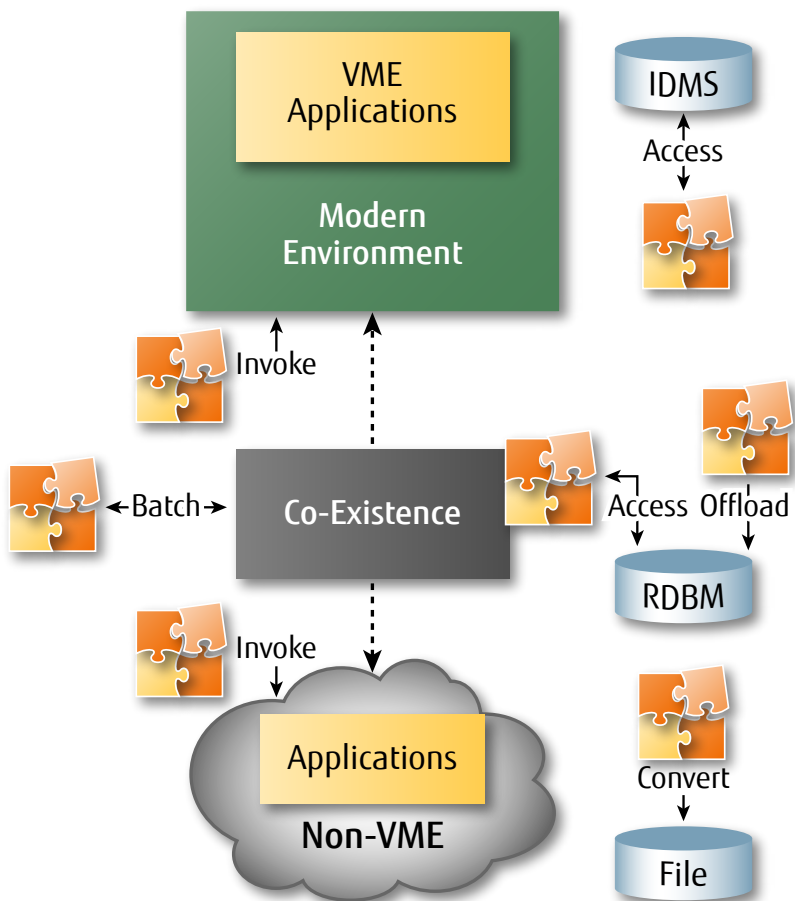 VME
Applications
IDMS
Access
Modern
Environment
Invoke
Batch
Co-Existence
Access
Offload
RDBM
Invoke
Applications
Convert
Non-VME
File